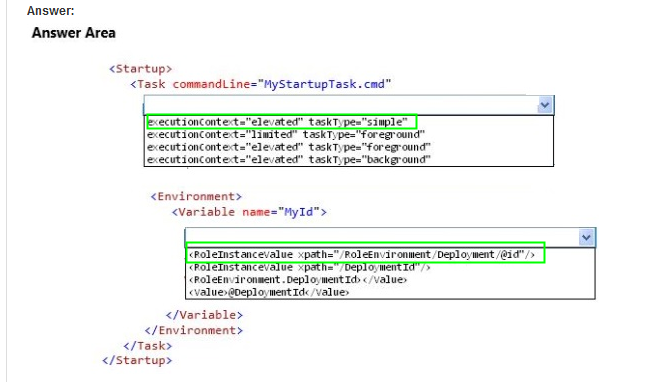 Answer:
Answer Area
<Startup>
<Task commandLine="MyStartupTask.cmd"
executionContext="elevated" taskType="simple"
executionContext="limited" taskType="foreground"
executionContext="elevated" taskType="foreground"
executionContext="elevated" taskType="background"
<Environment>
<Variable name="MyId">
<RoleInstanceValue xpath="/RoleEnvironment/Deployment/@id"/>
<RoleInstanceValue xpath="/DeploymentId"/>
<RoleEnvironment.DeploymentId></Value>
<Value>@DeploymentId</Value>
</Variable>
</Environment>
</Task>
</Startup>